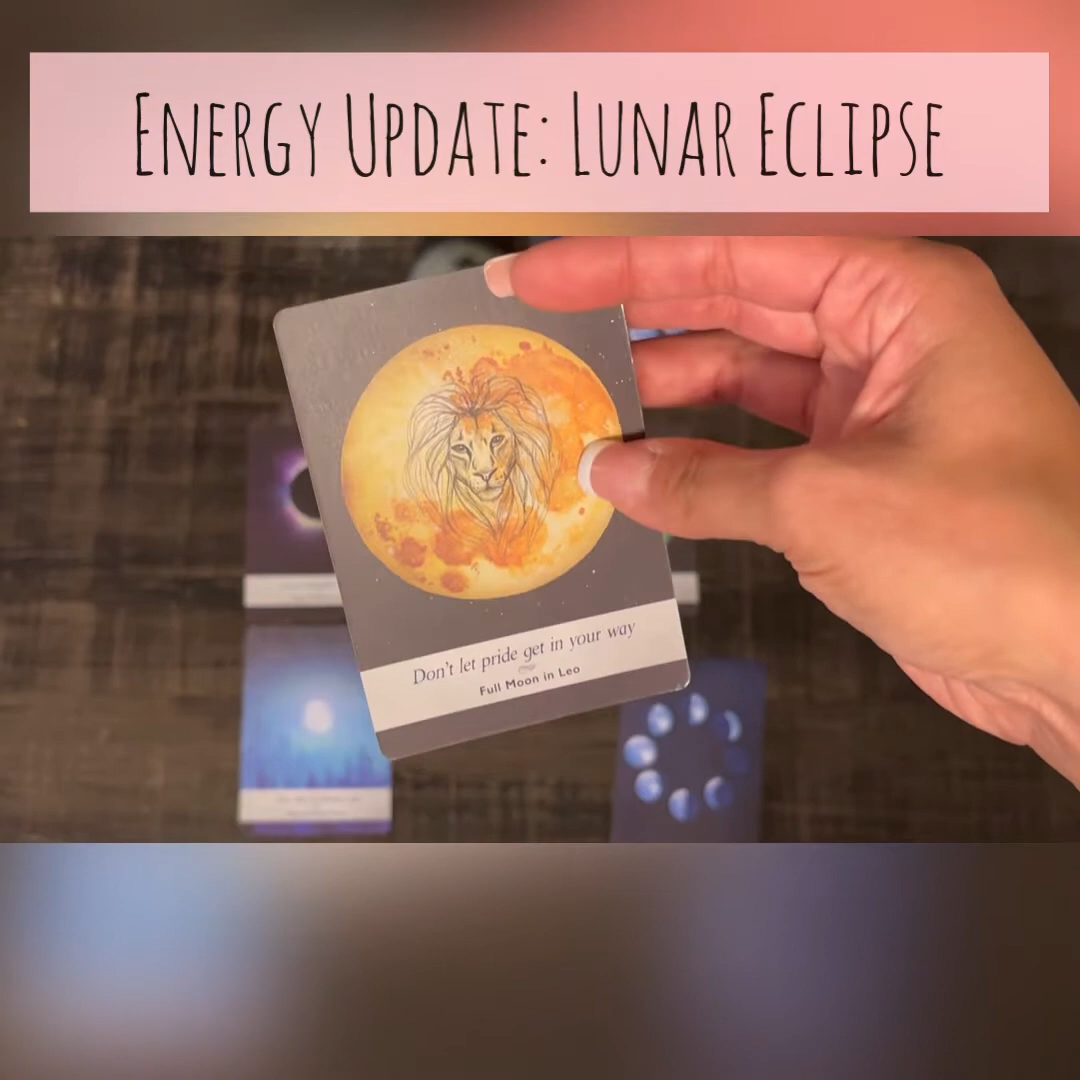 Energy Update: Lunar Eclipse
Don't let pride get in your way
Full Moon in Leo